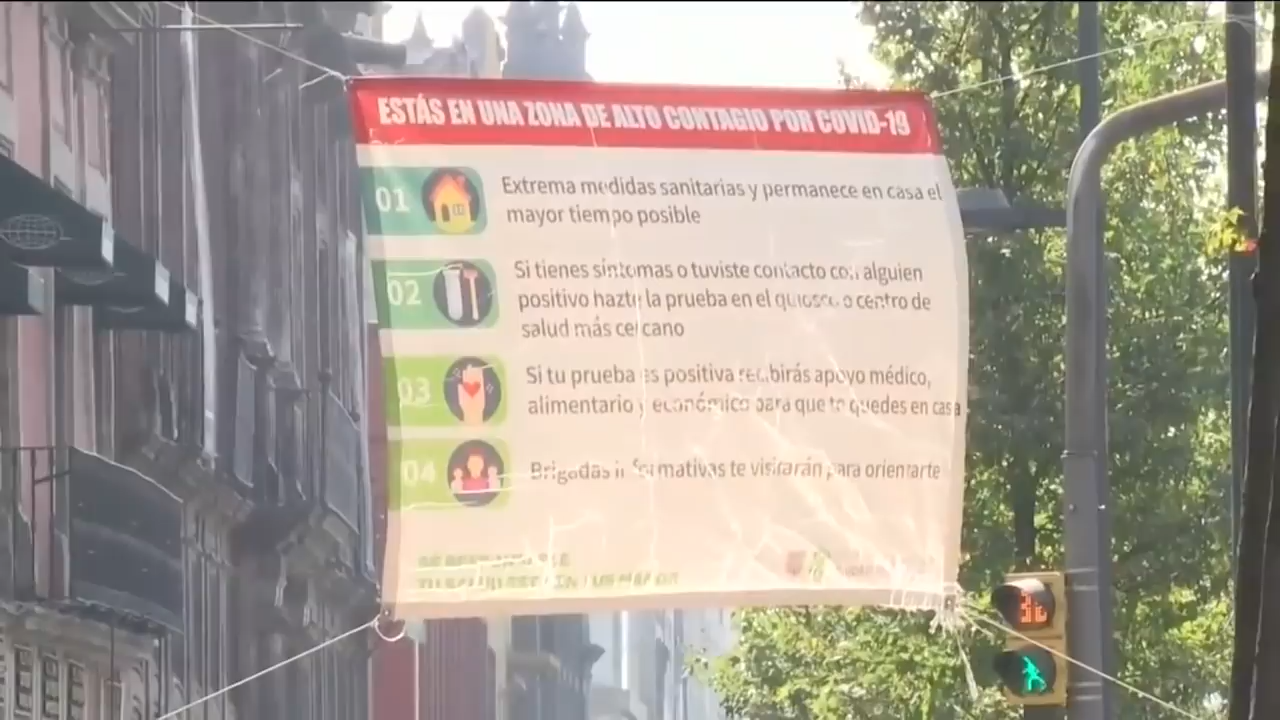 ESTÁS EN UNA ZONA DE ALTO CONTAGIO POR COVID-19
01
Extrema medidas sanitarias y permanece en casa el
mayor tiempo posible
02
Si tienes síntomas o tuviste contacto con alguien
positivo hazte la prueba en el quiosco o centro de
salud más cercano
03
Si tu prueba es positiva recibirás apoyo médico,
alimentario y económico para que te quedes en casa
04
Brigadas informativas te visitarán para orientarte